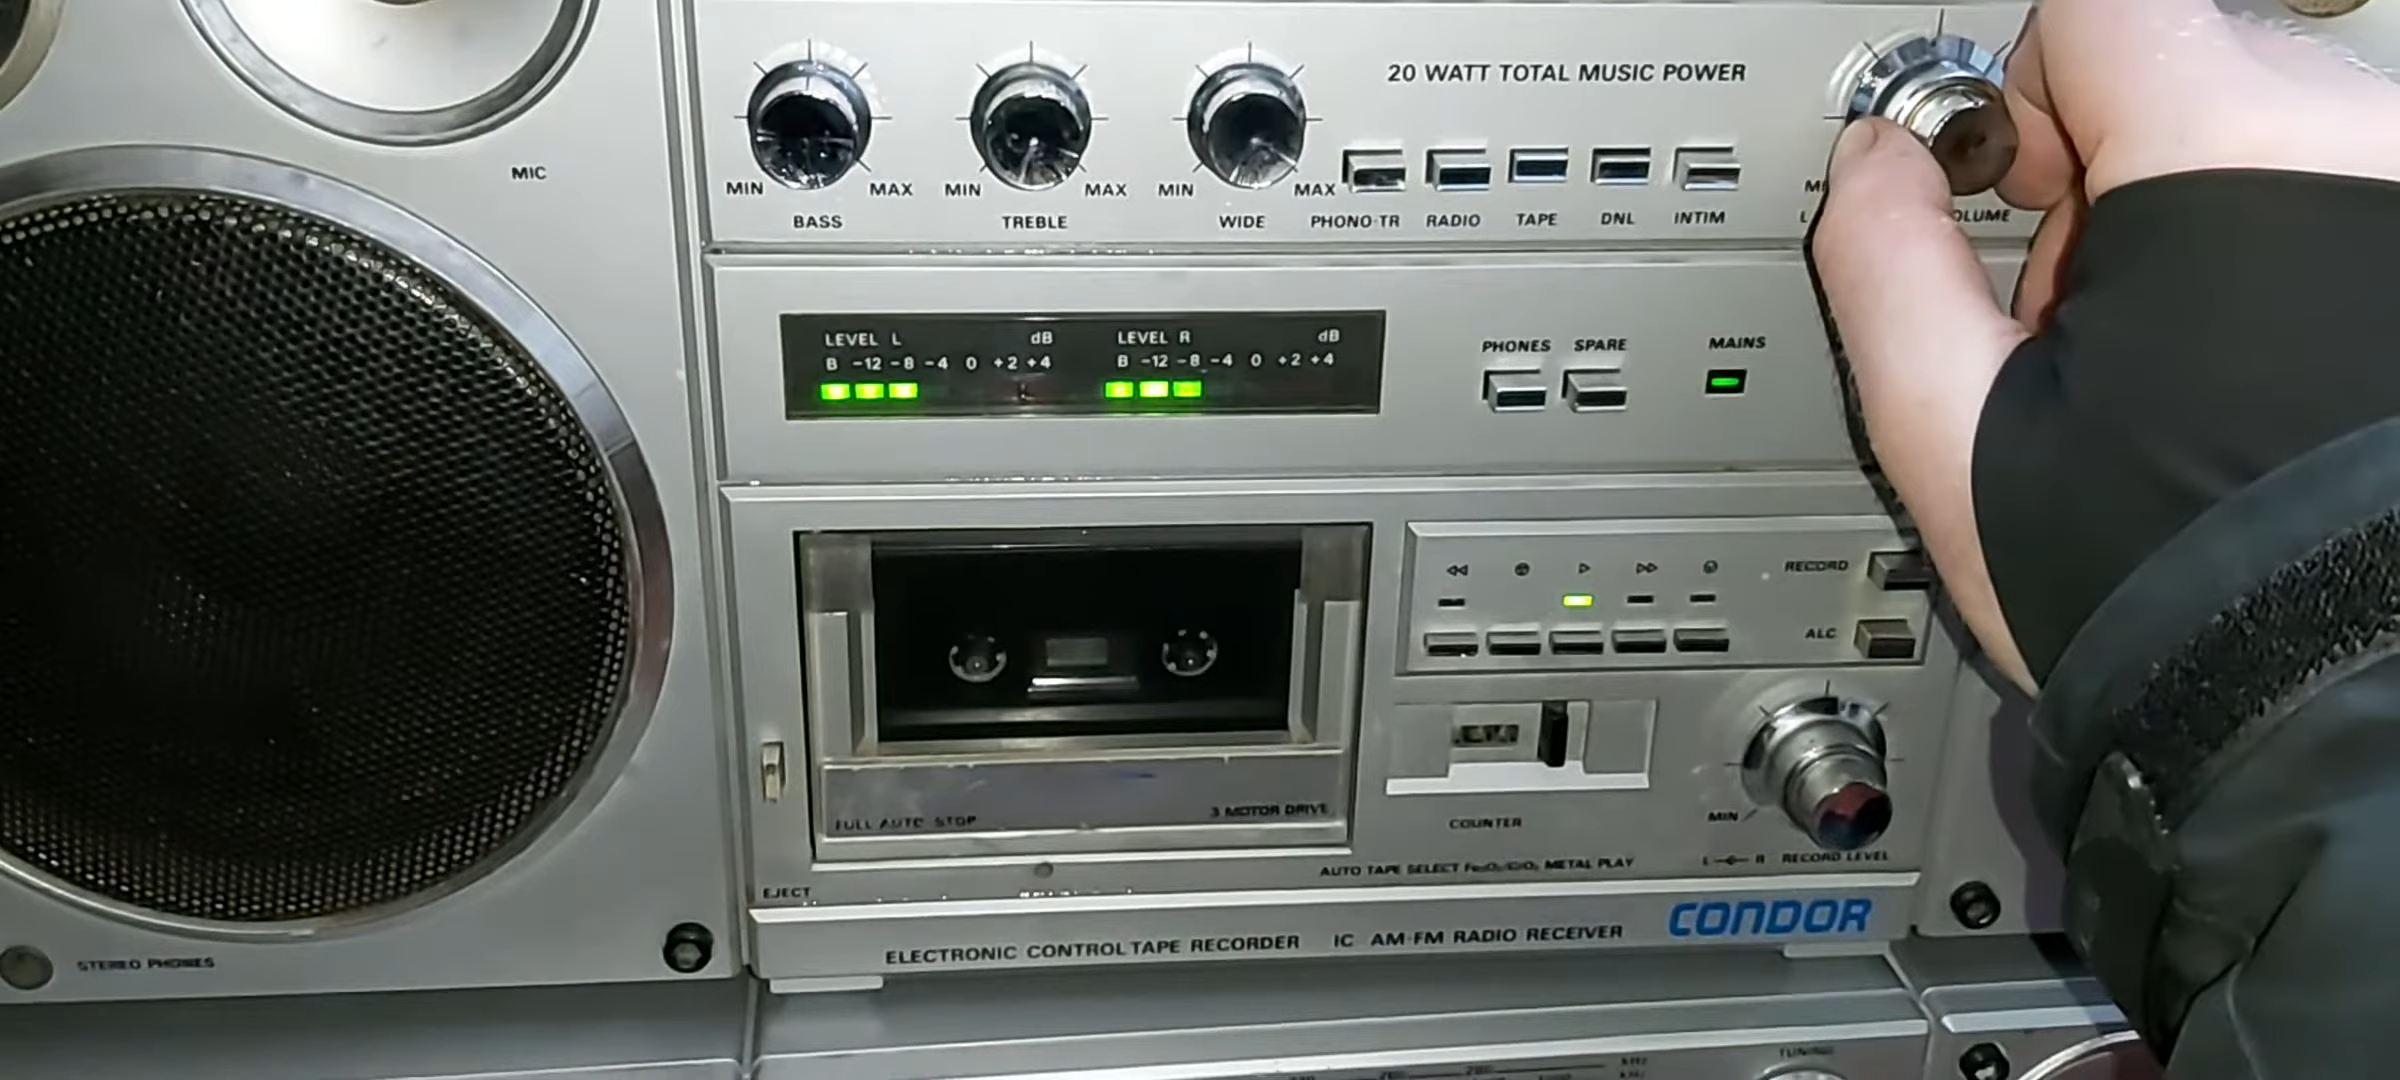 20 WATT TOTAL MUSIC POWER
MIC
MIN MAX MIN MAX MIN MAX
BASS TREBLE WIDE PHONO-TR RADIO TAPE DNL INTIM
LEVEL L dB LEVEL R dB
B -12 -8 -4 0 +2 +4 B -12 -8 -4 0 +2 +4
PHONES SPARE MAINS
RECORD
ALC
FULL AUTO STOP 3 MOTOR DRIVE
COUNTER
MIN
L R RECORD LEVEL
AUTO TAPE SELECT METAL PLAY
EJECT
CONDOR
ELECTRONIC CONTROL TAPE RECORDER IC AM-FM RADIO RECEIVER
STEREO PHONES
TUNING